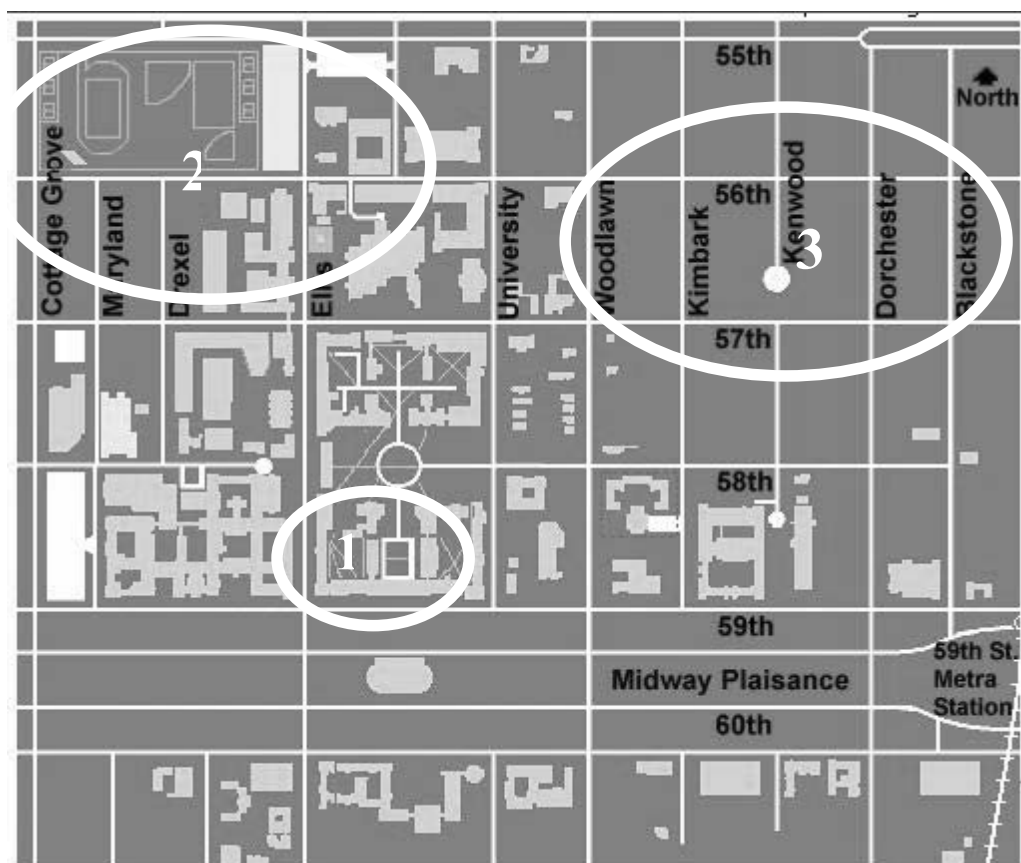 55th
North
2
56th
3
Cottage Grove
Maryland
Drexel
Ellis
University
Woodlawn
Kimbark
Kenwood
Dorchester
Blackstone
57th
58th
1
59th
59th St.
Metra
Station
Midway Plaisance
60th